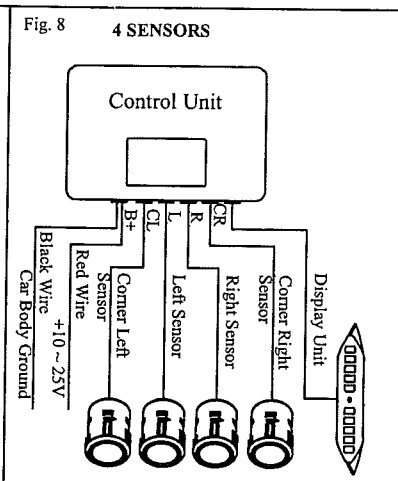 Fig. 8
4 SENSORS
Control Unit
B+
CL
L
R
CR
Car Body Ground
Black Wire
+10 ~ 25V
Red Wire
Corner Left
Sensor
Left Sensor
Right Sensor
Corner Right
Sensor
Display Unit